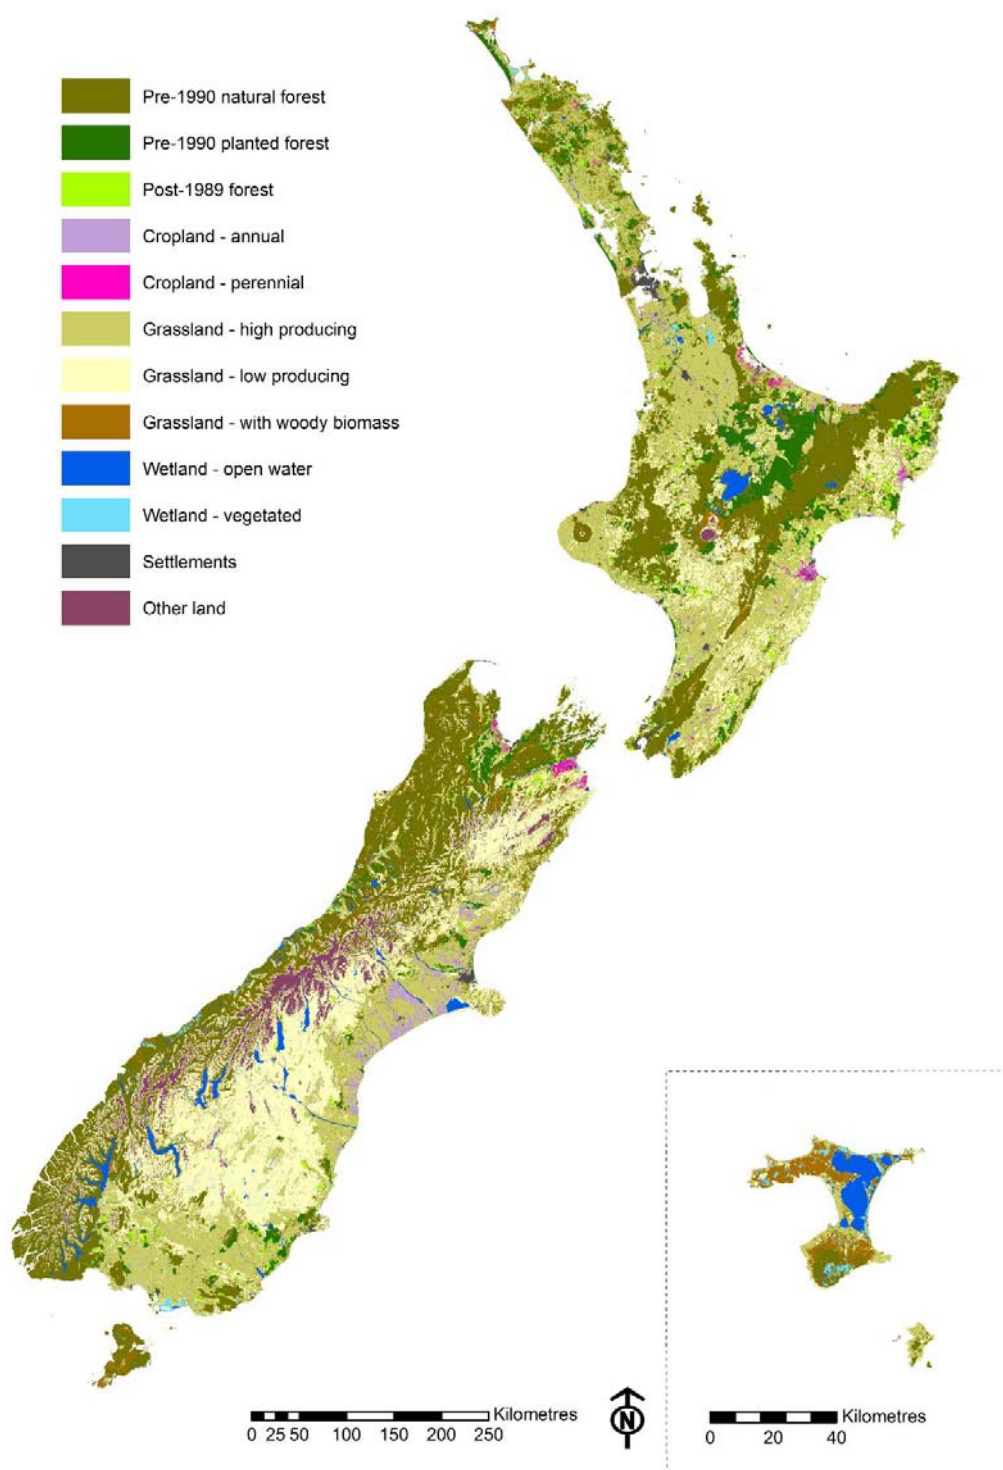 Pre-1990 natural forest
Pre-1990 planted forest
Post-1989 forest
Cropland - annual
Cropland - perennial
Grassland - high producing
Grassland - low producing
Grassland - with woody biomass
Wetland - open water
Wetland - vegetated
Settlements
Other land
Kilometres
0 25 50 100 150 200 250
N
Kilometres
0 20 40